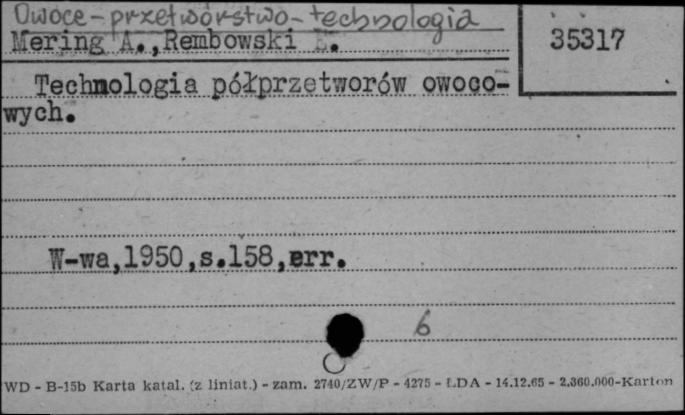 Owoce-przetwórstwo-technologia
Mering A.,Rembowski E.
35317
Technologia półprzetworów owoco-
wych.
W-wa,1950,s.158,err.
6
WD - B-15b Karta katal. (z liniat.) - zam. 2740/ZW/P - 4275 - LDA - 14.12.65 - 2.360.000-Karton